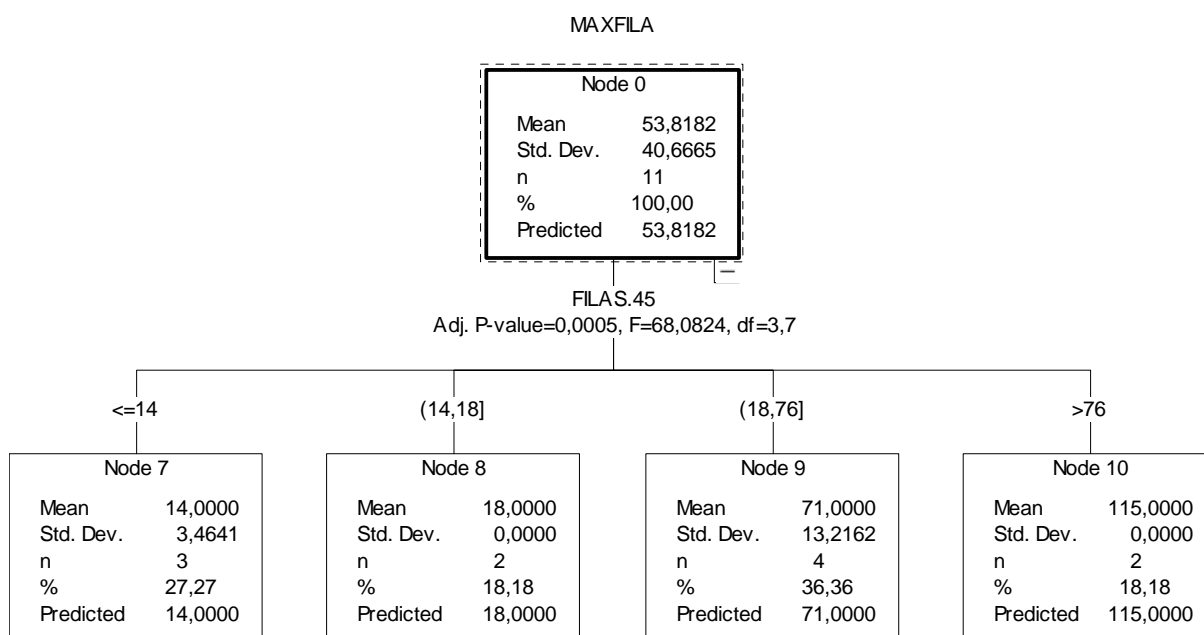 MAXFILA
Node 0
Mean 53,8182
Std. Dev. 40,6665
n 11
% 100,00
Predicted 53,8182
FILAS.45
Adj. P-value=0,0005, F=68,0824, df=3,7
<=14
(14,18]
(18,76]
>76
Node 7
Mean 14,0000
Std. Dev. 3,4641
n 3
% 27,27
Predicted 14,0000
Node 8
Mean 18,0000
Std. Dev. 0,0000
n 2
% 18,18
Predicted 18,0000
Node 9
Mean 71,0000
Std. Dev. 13,2162
n 4
% 36,36
Predicted 71,0000
Node 10
Mean 115,0000
Std. Dev. 0,0000
n 2
% 18,18
Predicted 115,0000